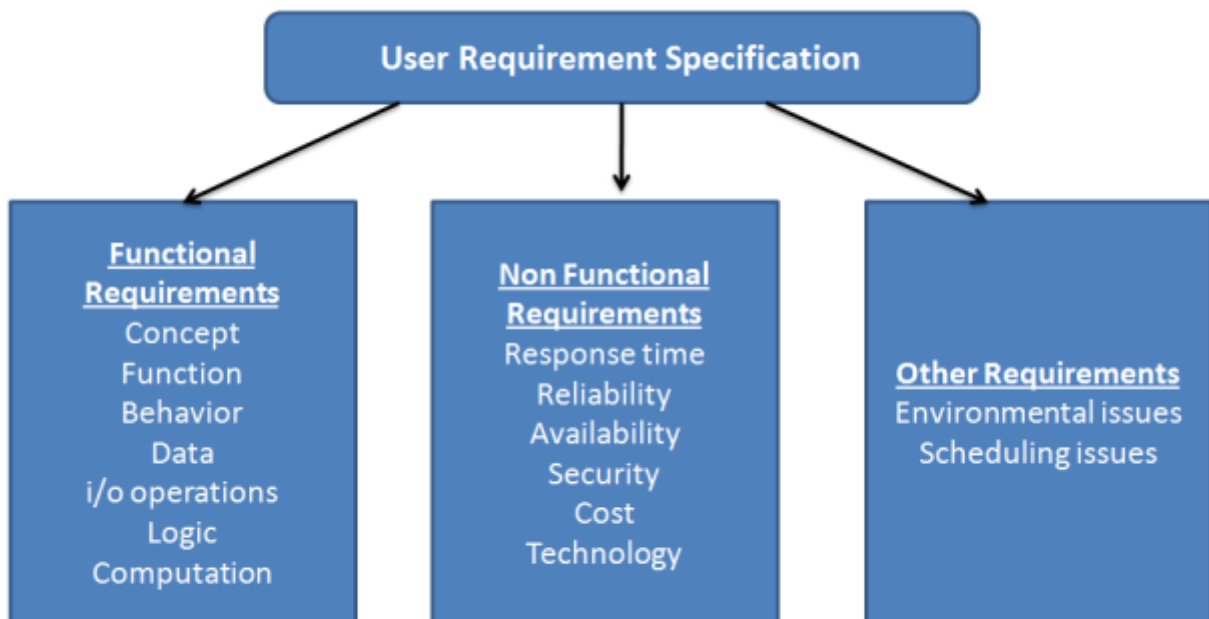 User Requirement Specification
Functional
Requirements
Concept
Function
Behavior
Data
i/o operations
Logic
Computation
Non Functional
Requirements
Response time
Reliability
Availability
Security
Cost
Technology
Other Requirements
Environmental issues
Scheduling issues